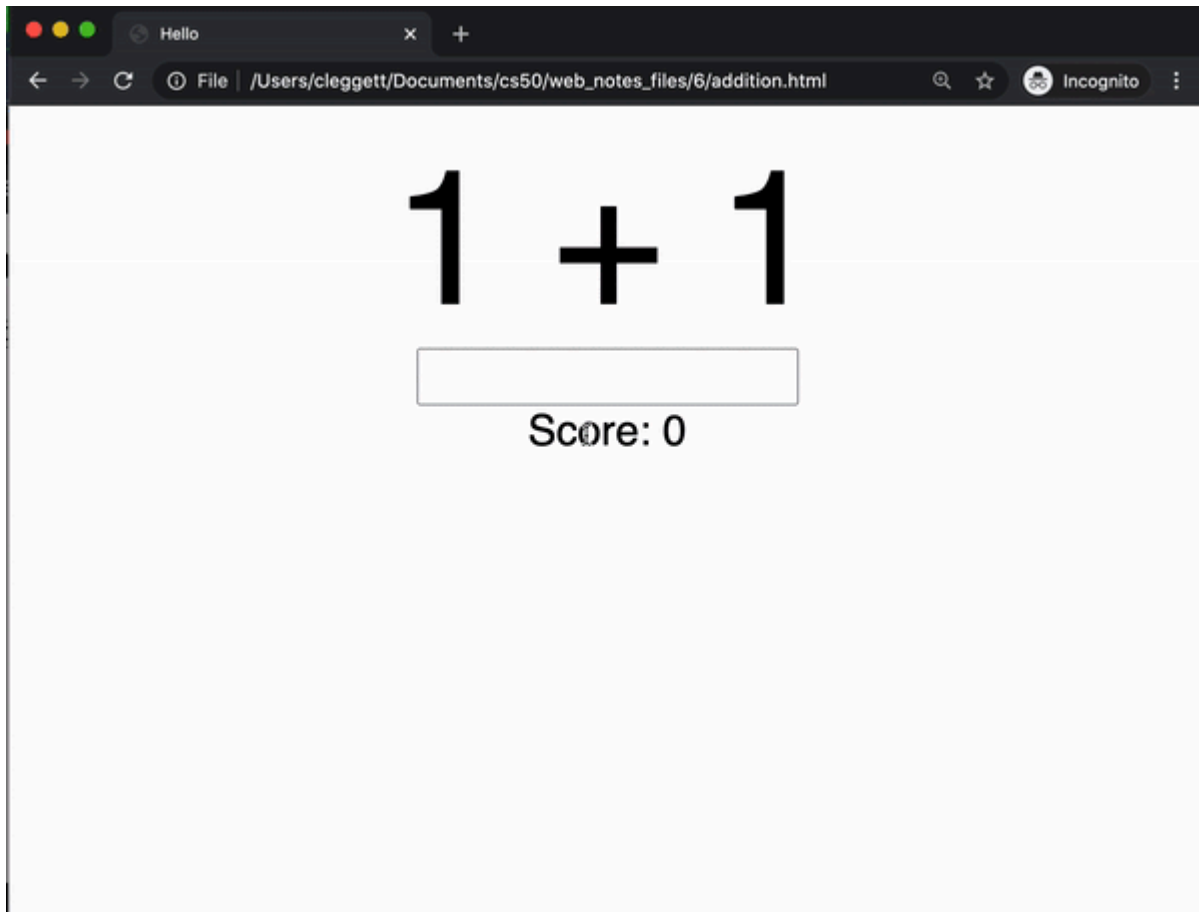 Hello
File /Users/cleggett/Documents/cs50/web_notes_files/6/addition.html Incognito
1 + 1
Score: 0